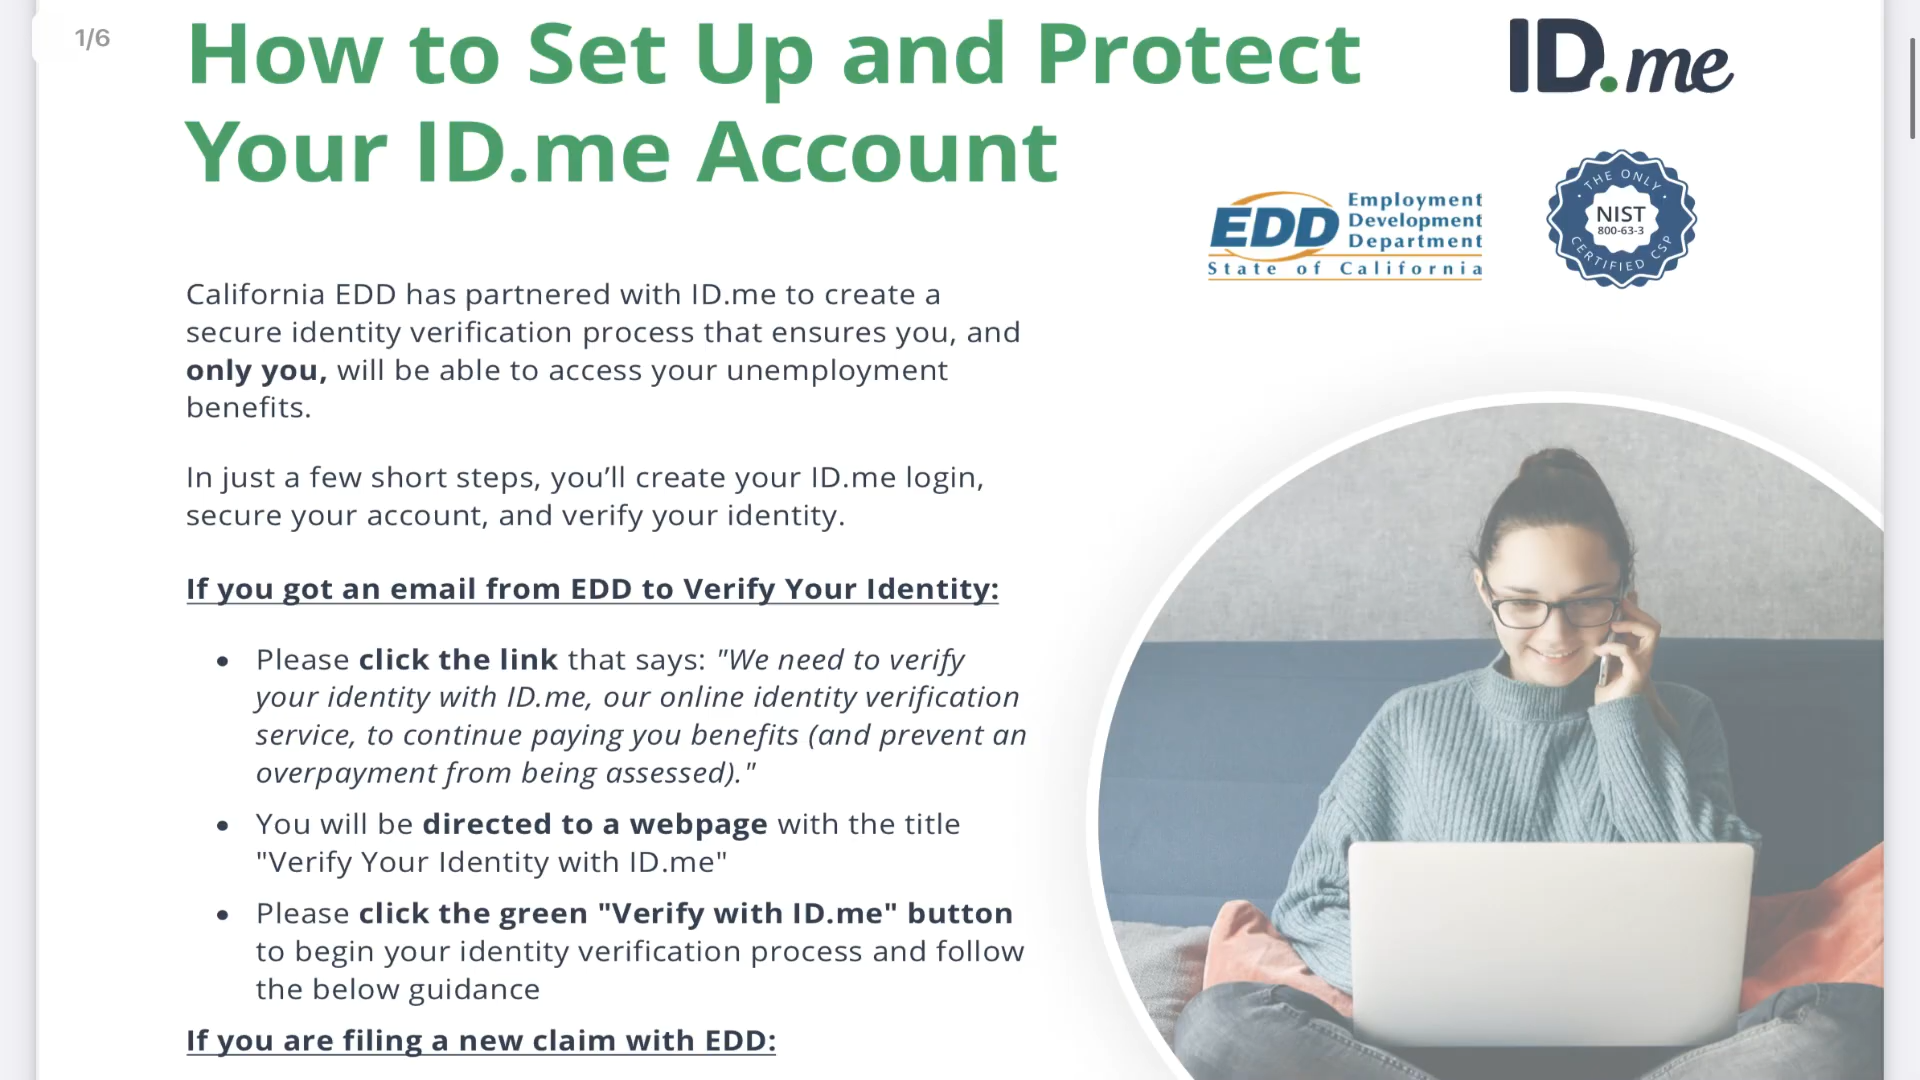 1/6
How to Set Up and Protect
Your ID.me Account
ID.me
EDD
Employment
Development
Department
State of California
THE ONLY
NIST
800-63-3
CERTIFIED CSP
California EDD has partnered with ID.me to create a
secure identity verification process that ensures you, and
only you, will be able to access your unemployment
benefits.
In just a few short steps, you’ll create your ID.me login,
secure your account, and verify your identity.
If you got an email from EDD to Verify Your Identity:
• Please click the link that says: "We need to verify
your identity with ID.me, our online identity verification
service, to continue paying you benefits (and prevent an
overpayment from being assessed)."
• You will be directed to a webpage with the title
"Verify Your Identity with ID.me"
• Please click the green "Verify with ID.me" button
to begin your identity verification process and follow
the below guidance
If you are filing a new claim with EDD: